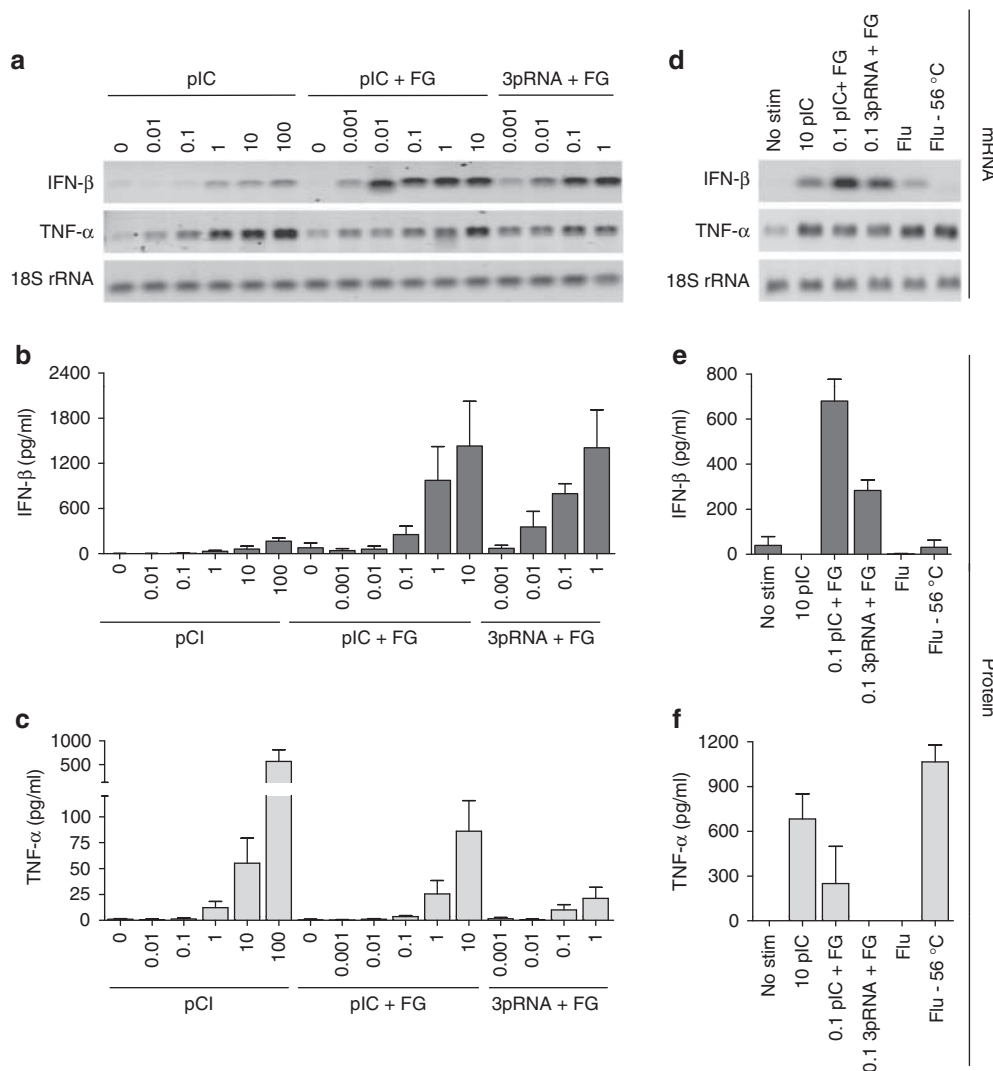 a
pIC
pIC + FG
3pRNA + FG
0 0.01 0.1 1 10 100 0 0.001 0.01 0.1 1 10 0.001 0.01 0.1 1
IFN-β
TNF-α
18S rRNA
d
No stim
10 pIC
0.1 pIC+ FG
0.1 3pRNA + FG
Flu
Flu - 56 °C
IFN-β
TNF-α
18S rRNA
mRNA
b
2400
1800
1200
600
0
IFN-β (pg/ml)
0 0.01 0.1 1 10 100 0 0.001 0.01 0.1 1 10 0.001 0.01 0.1 1
pCI
pIC + FG
3pRNA + FG
e
800
600
400
200
0
IFN-β (pg/ml)
No stim
10 pIC
0.1 pIC + FG
0.1 3pRNA + FG
Flu
Flu - 56 °C
Protein
c
1000
500
100
75
50
25
0
TNF-α (pg/ml)
0 0.01 0.1 1 10 100 0 0.001 0.01 0.1 1 10 0.001 0.01 0.1 1
pCI
pIC + FG
3pRNA + FG
f
1200
900
600
300
0
TNF-α (pg/ml)
No stim
10 pIC
0.1 pIC + FG
0.1 3pRNA + FG
Flu
Flu - 56 °C